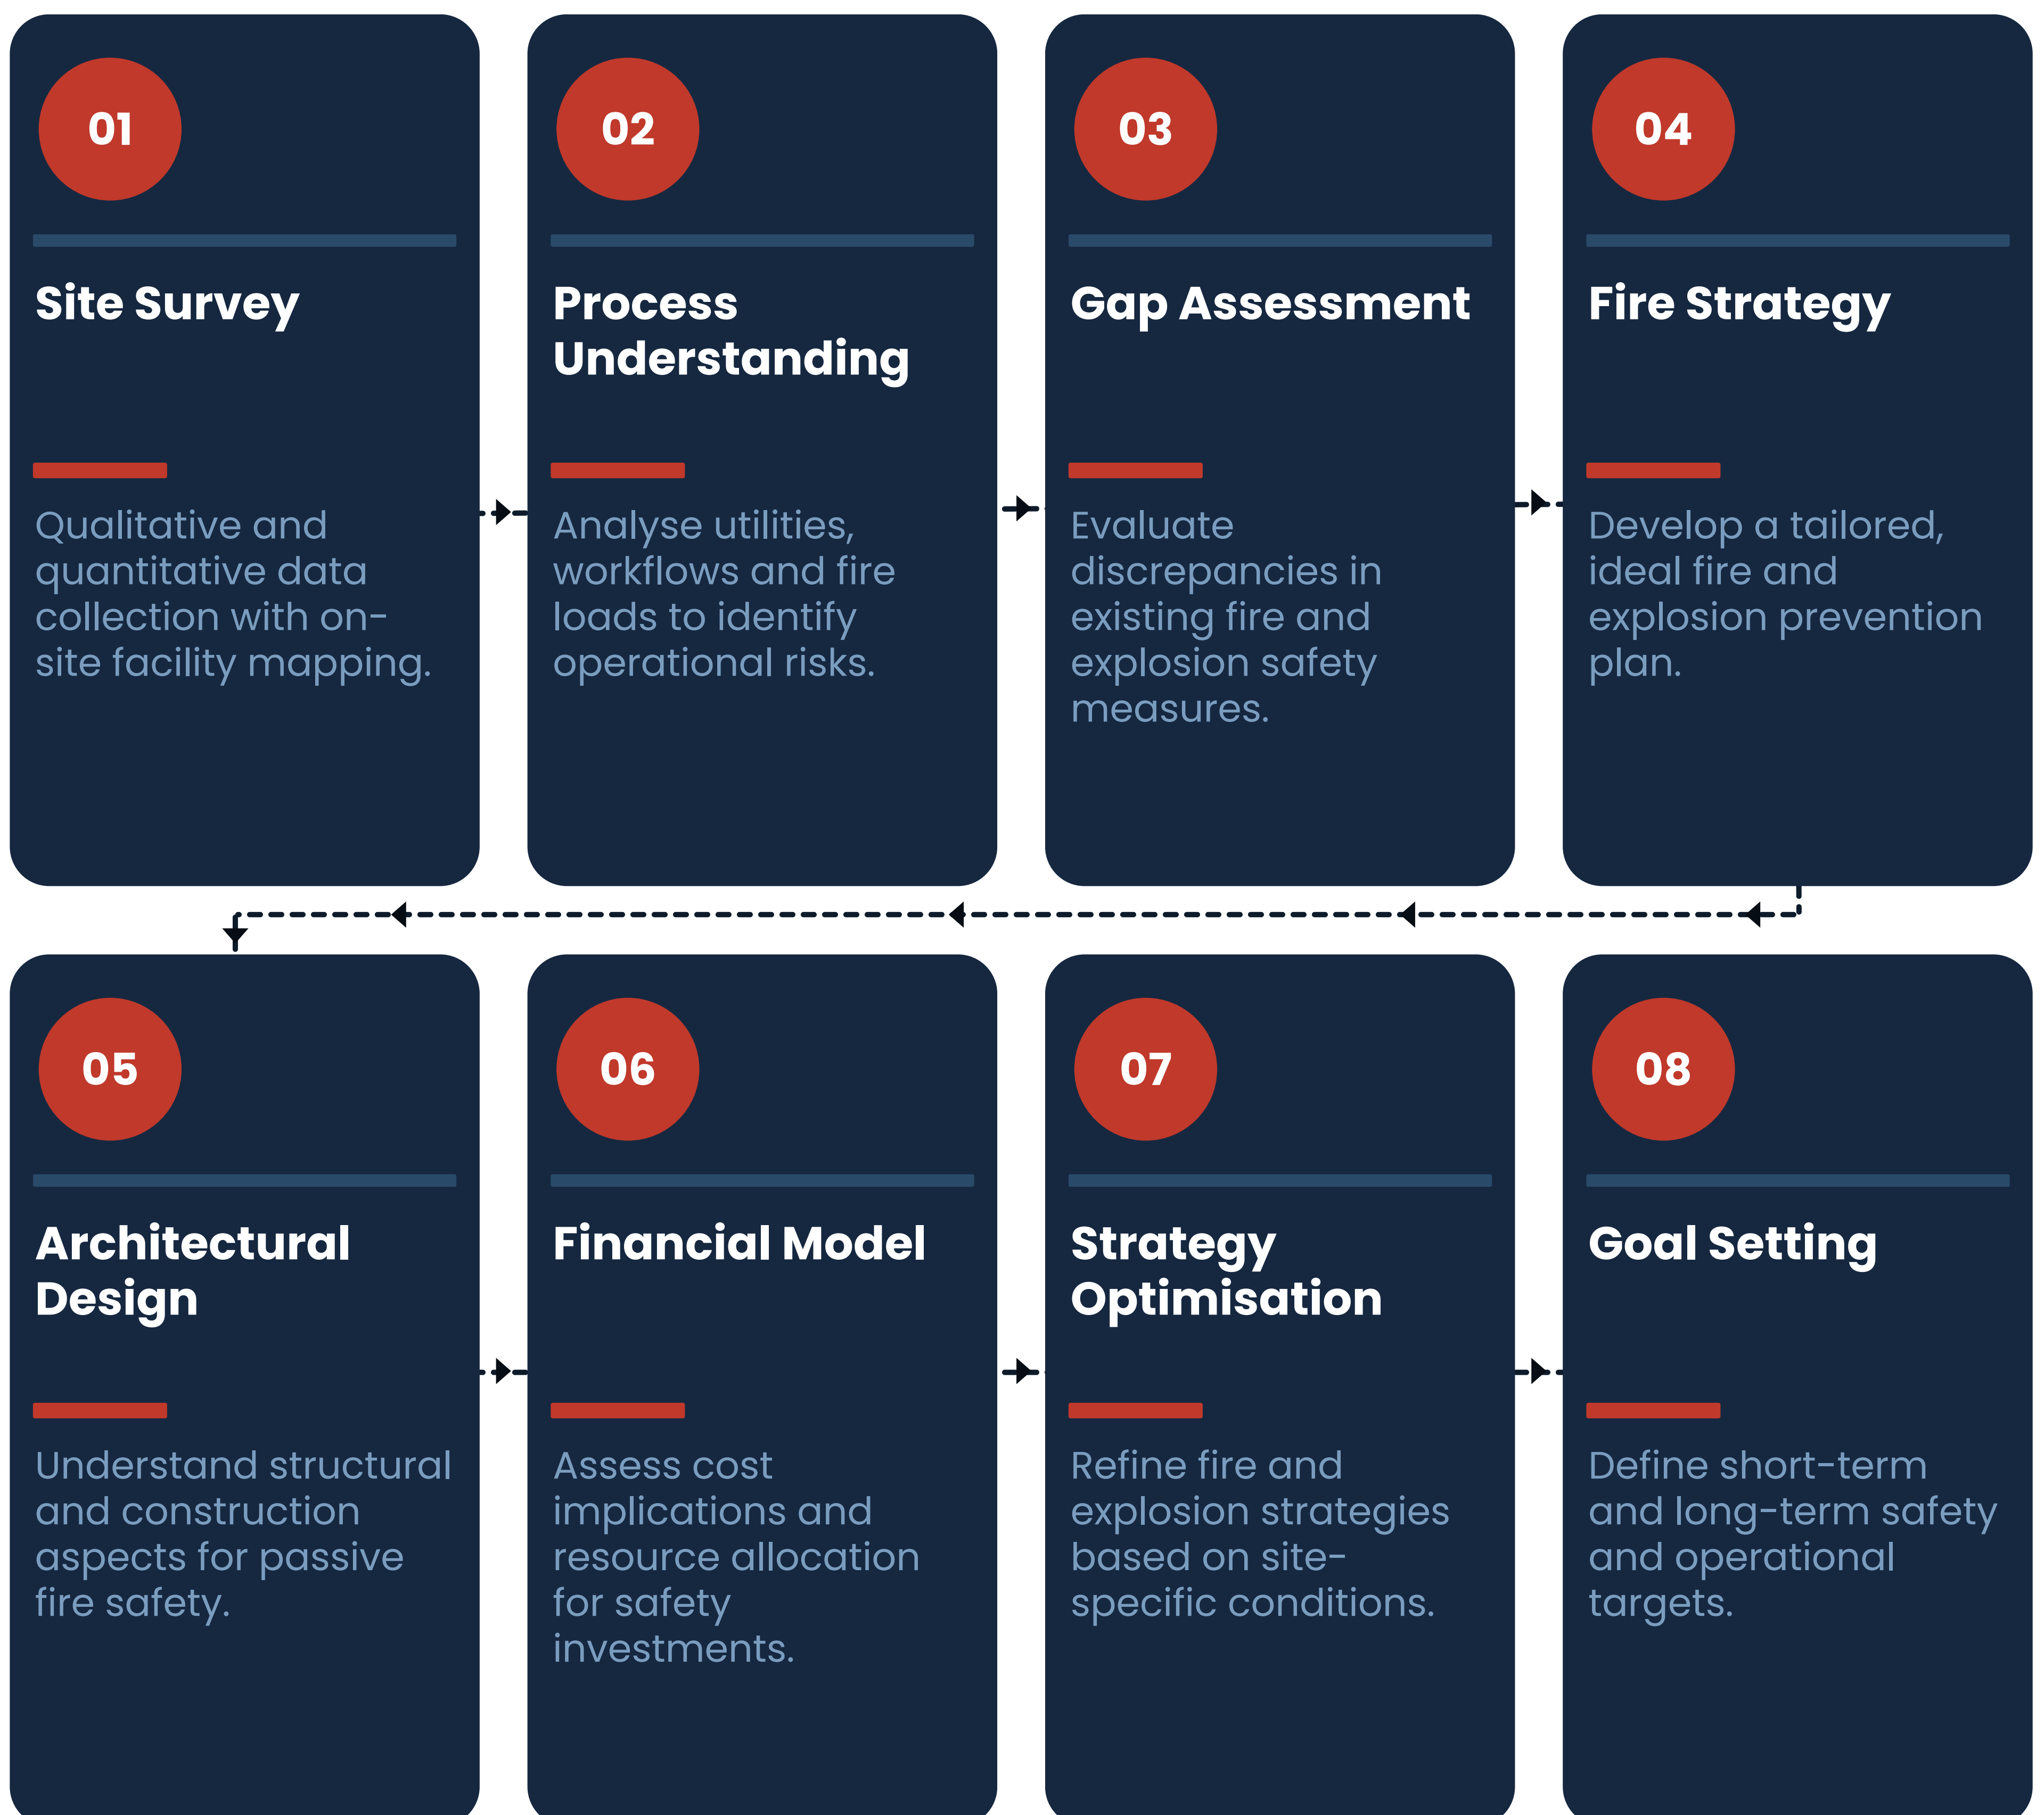 01
Site Survey
Qualitative and
quantitative data
collection with on-
site facility mapping.
02
Process
Understanding
Analyse utilities,
workflows and fire
loads to identify
operational risks.
03
Gap Assessment
Evaluate
discrepancies in
existing fire and
explosion safety
measures.
04
Fire Strategy
Develop a tailored,
ideal fire and
explosion prevention
plan.
05
Architectural
Design
Understand structural
and construction
aspects for passive
fire safety.
06
Financial Model
Assess cost
implications and
resource allocation
for safety
investments.
07
Strategy
Optimisation
Refine fire and
explosion strategies
based on site-
specific conditions.
08
Goal Setting
Define short-term
and long-term safety
and operational
targets.